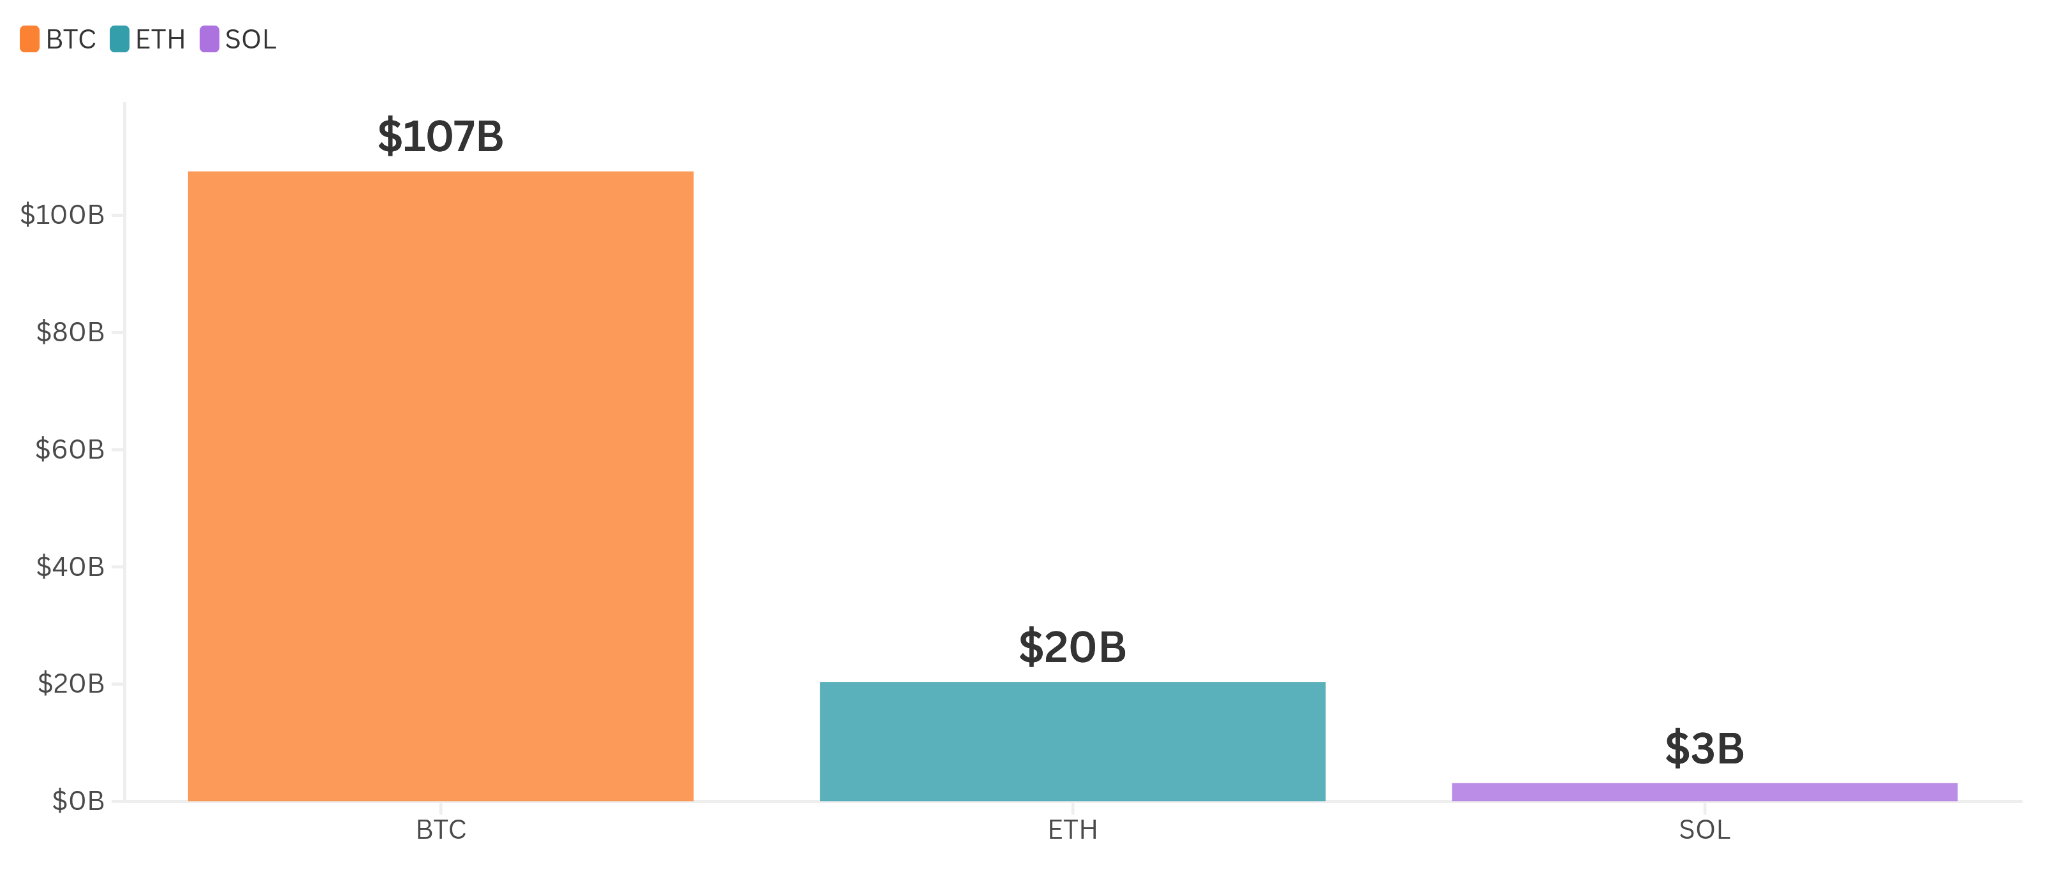 BTC ETH SOL
$107B
$100B
$80B
$60B
$40B
$20B
$20B
$3B
$0B
BTC ETH SOL